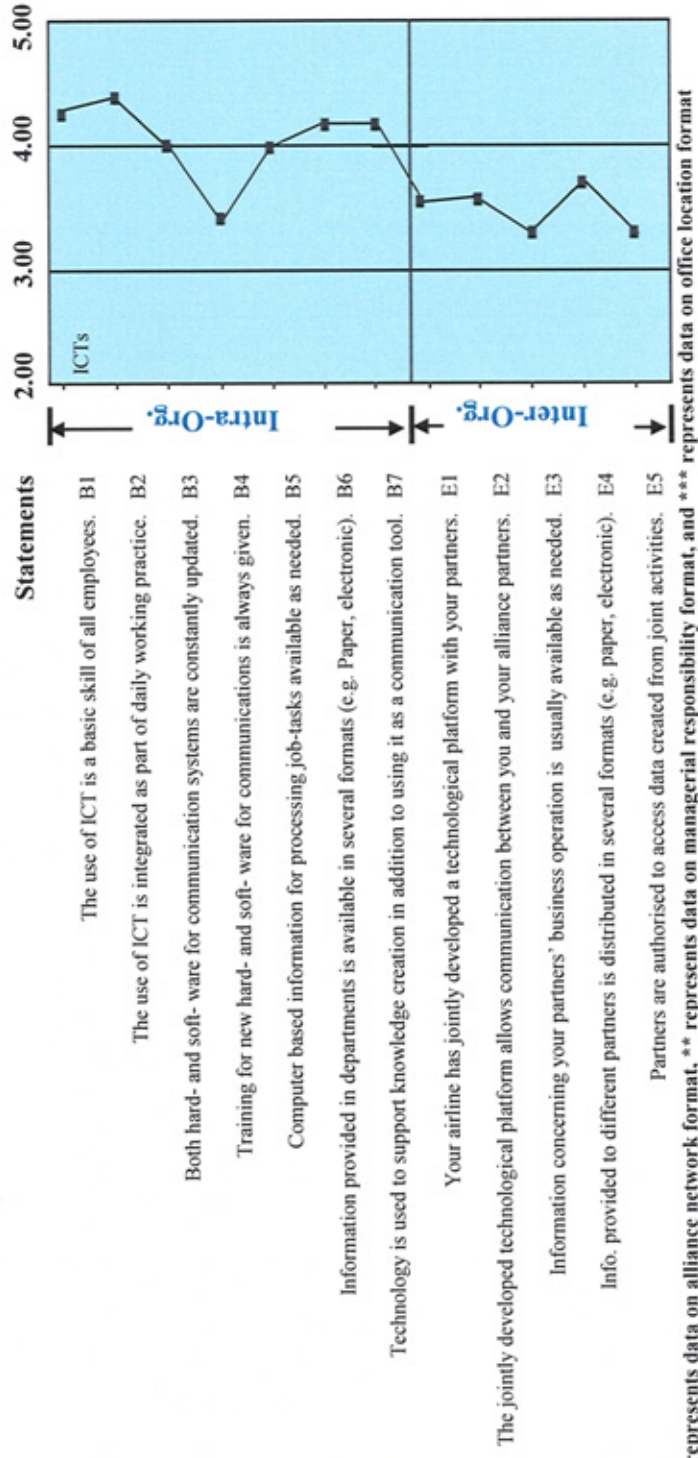 Statements
2.00 3.00 4.00 5.00
ICTs
Intra-Org.
Inter-Org.
The use of ICT is a basic skill of all employees. B1
The use of ICT is integrated as part of daily working practice. B2
Both hard- and soft- ware for communication systems are constantly updated. B3
Training for new hard- and soft- ware for communications is always given. B4
Computer based information for processing job-tasks available as needed. B5
Information provided in departments is available in several formats (e.g. Paper, electronic). B6
Technology is used to support knowledge creation in addition to using it as a communication tool. B7
Your airline has jointly developed a technological platform with your partners. E1
The jointly developed technological platform allows communication between you and your alliance partners. E2
Information concerning your partners' business operation is usually available as needed. E3
Info. provided to different partners is distributed in several formats (e.g. paper, electronic). E4
Partners are authorised to access data created from joint activities. E5
represents data on alliance network format, ** represents data on managerial responsibility format, and *** represents data on office location format